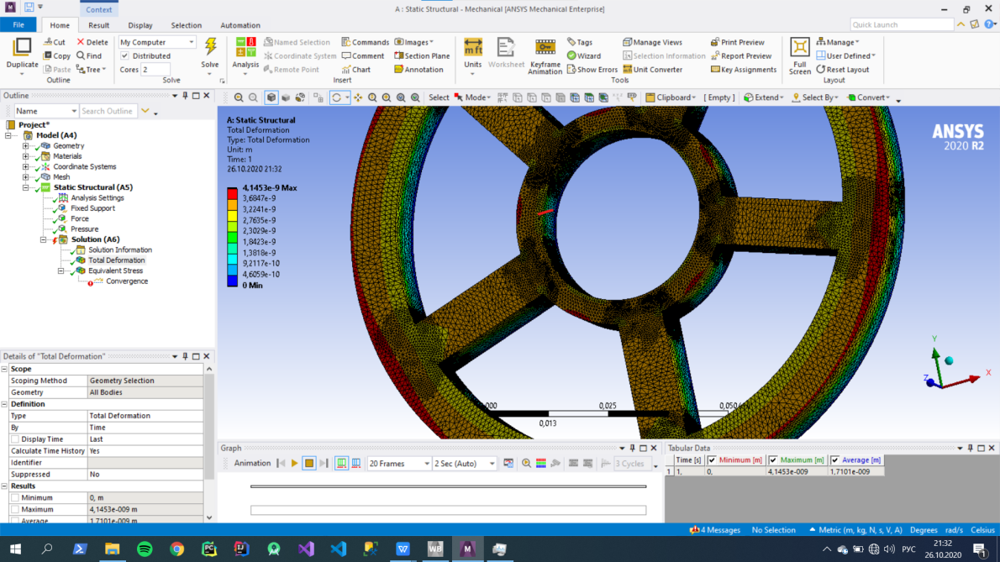 A : Static Structural - Mechanical [ANSYS Mechanical Enterprise]
Context
File Home Result Display Selection Automation
Quick Launch
Duplicate
Cut
Copy
Paste
Delete
Find
Tree
Outline
My Computer
Distributed
Cores 2
Solve
Solve
Analysis
Named Selection
Coordinate System
Remote Point
Commands
Comment
Chart
Images
Section Plane
Annotation
Insert
Units
Worksheet
Keyframe
Animation
Tags
Wizard
Show Errors
Manage Views
Selection Information
Unit Converter
Print Preview
Report Preview
Key Assignments
Tools
Full
Screen
Manage
User Defined
Reset Layout
Layout
Outline
Name Search Outline
Select Mode Clipboard [ Empty ] Extend Select By Convert
Project*
Model (A4)
Geometry
Materials
Coordinate Systems
Mesh
Static Structural (A5)
Analysis Settings
Fixed Support
Force
Pressure
Solution (A6)
Solution Information
Total Deformation
Equivalent Stress
Convergence
A: Static Structural
Total Deformation
Type: Total Deformation
Unit: m
Time: 1
26.10.2020 21:32
4,1453e-9 Max
3,6847e-9
3,2241e-9
2,7635e-9
2,3029e-9
1,8423e-9
1,3818e-9
9,2117e-10
4,6059e-10
0 Min
ANSYS
2020 R2
Y
X
Z
0,025
0,013
Details of "Total Deformation"
Scope
Scoping Method Geometry Selection
Geometry All Bodies
Definition
Type Total Deformation
By Time
Display Time Last
Calculate Time History Yes
Identifier
Suppressed No
Results
Minimum 0, m
Maximum 4,1453e-009 m
Average 1,7101e-009 m
Graph
Animation 20 Frames 2 Sec (Auto) 3 Cycles
Tabular Data
Time [s] Minimum [m] Maximum [m] Average [m]
1 1, 0, 4,1453e-009 1,7101e-009
4 Messages No Selection Metric (m, kg, N, s, V, A) Degrees rad/s Celsius
РУС
21:32
26.10.2020